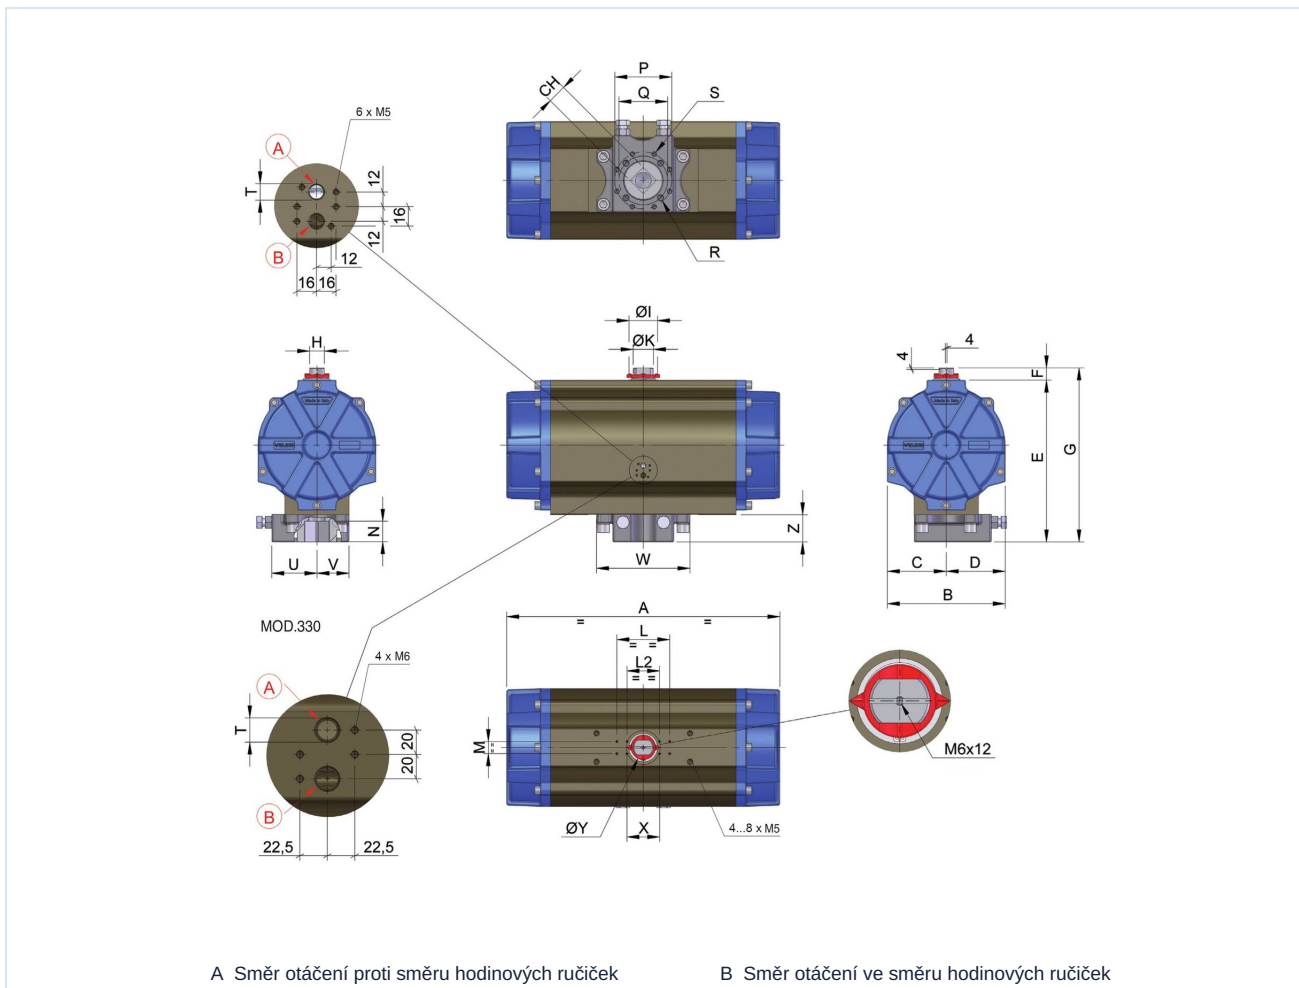 P
CH
Q
S
6 x M5
A
T
12
16
12
B
12
16
16
R
ØI
ØK
H
4
4
F
E
G
N
U
V
Z
W
C
D
B
MOD.330
4 x M6
A
T
20
20
B
22,5
22,5
A
=
=
L
=
=
L2
=
=
M
=
ØY
X
4...8 x M5
M6x12
A Směr otáčení proti směru hodinových ručiček
B Směr otáčení ve směru hodinových ručiček